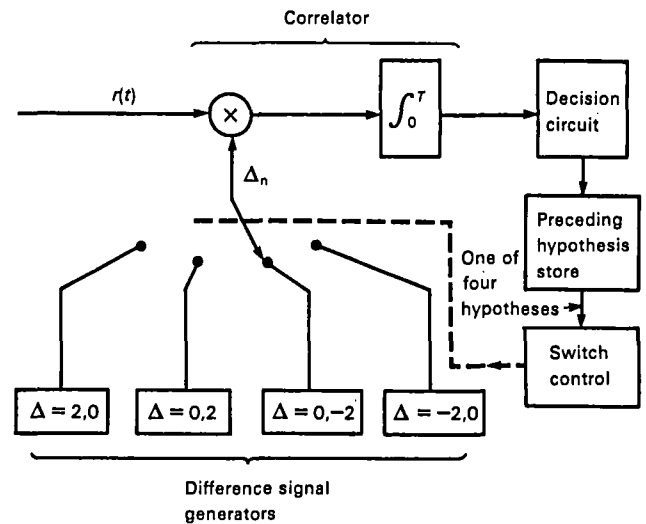 Correlator
r(t)
×
∫₀ᵀ
Decision
circuit
Δn
Preceding
hypothesis
store
One of
four
hypotheses
Switch
control
Δ = 2,0
Δ = 0,2
Δ = 0,−2
Δ = −2,0
Difference signal
generators